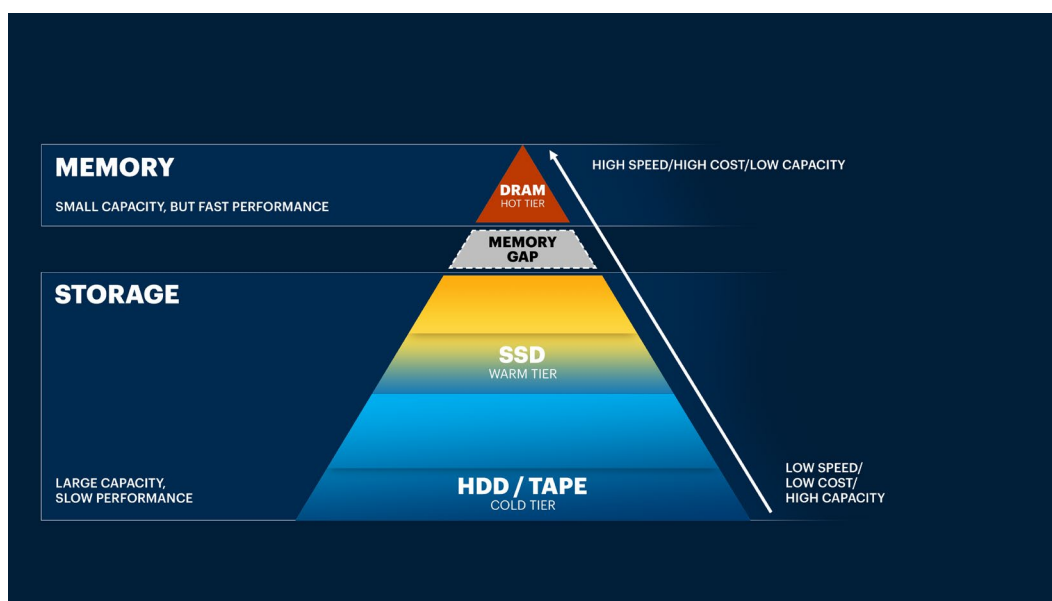 MEMORY
SMALL CAPACITY, BUT FAST PERFORMANCE
DRAM
HOT TIER
HIGH SPEED/HIGH COST/LOW CAPACITY
MEMORY
GAP
STORAGE
SSD
WARM TIER
LARGE CAPACITY,
SLOW PERFORMANCE
HDD / TAPE
COLD TIER
LOW SPEED/
LOW COST/
HIGH CAPACITY